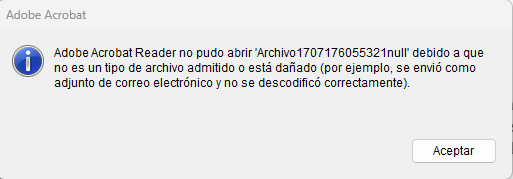 Adobe Acrobat
Adobe Acrobat Reader no pudo abrir 'Archivo1707176055321null' debido a que
no es un tipo de archivo admitido o está dañado (por ejemplo, se envió como
adjunto de correo electrónico y no se descodificó correctamente).
Aceptar